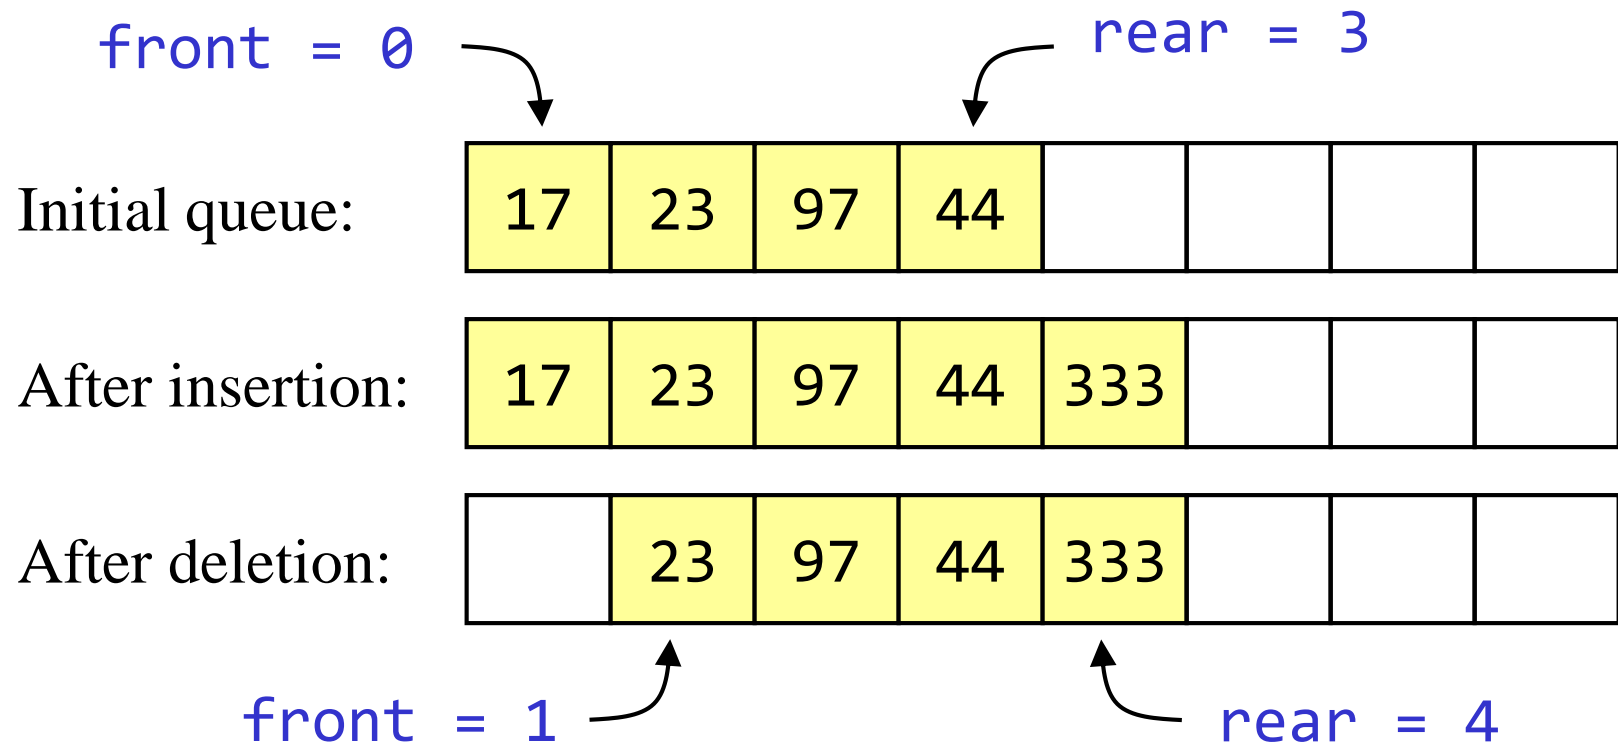 front = 0 rear = 3
Initial queue: 17 23 97 44
After insertion: 17 23 97 44 333
After deletion: 23 97 44 333
front = 1 rear = 4